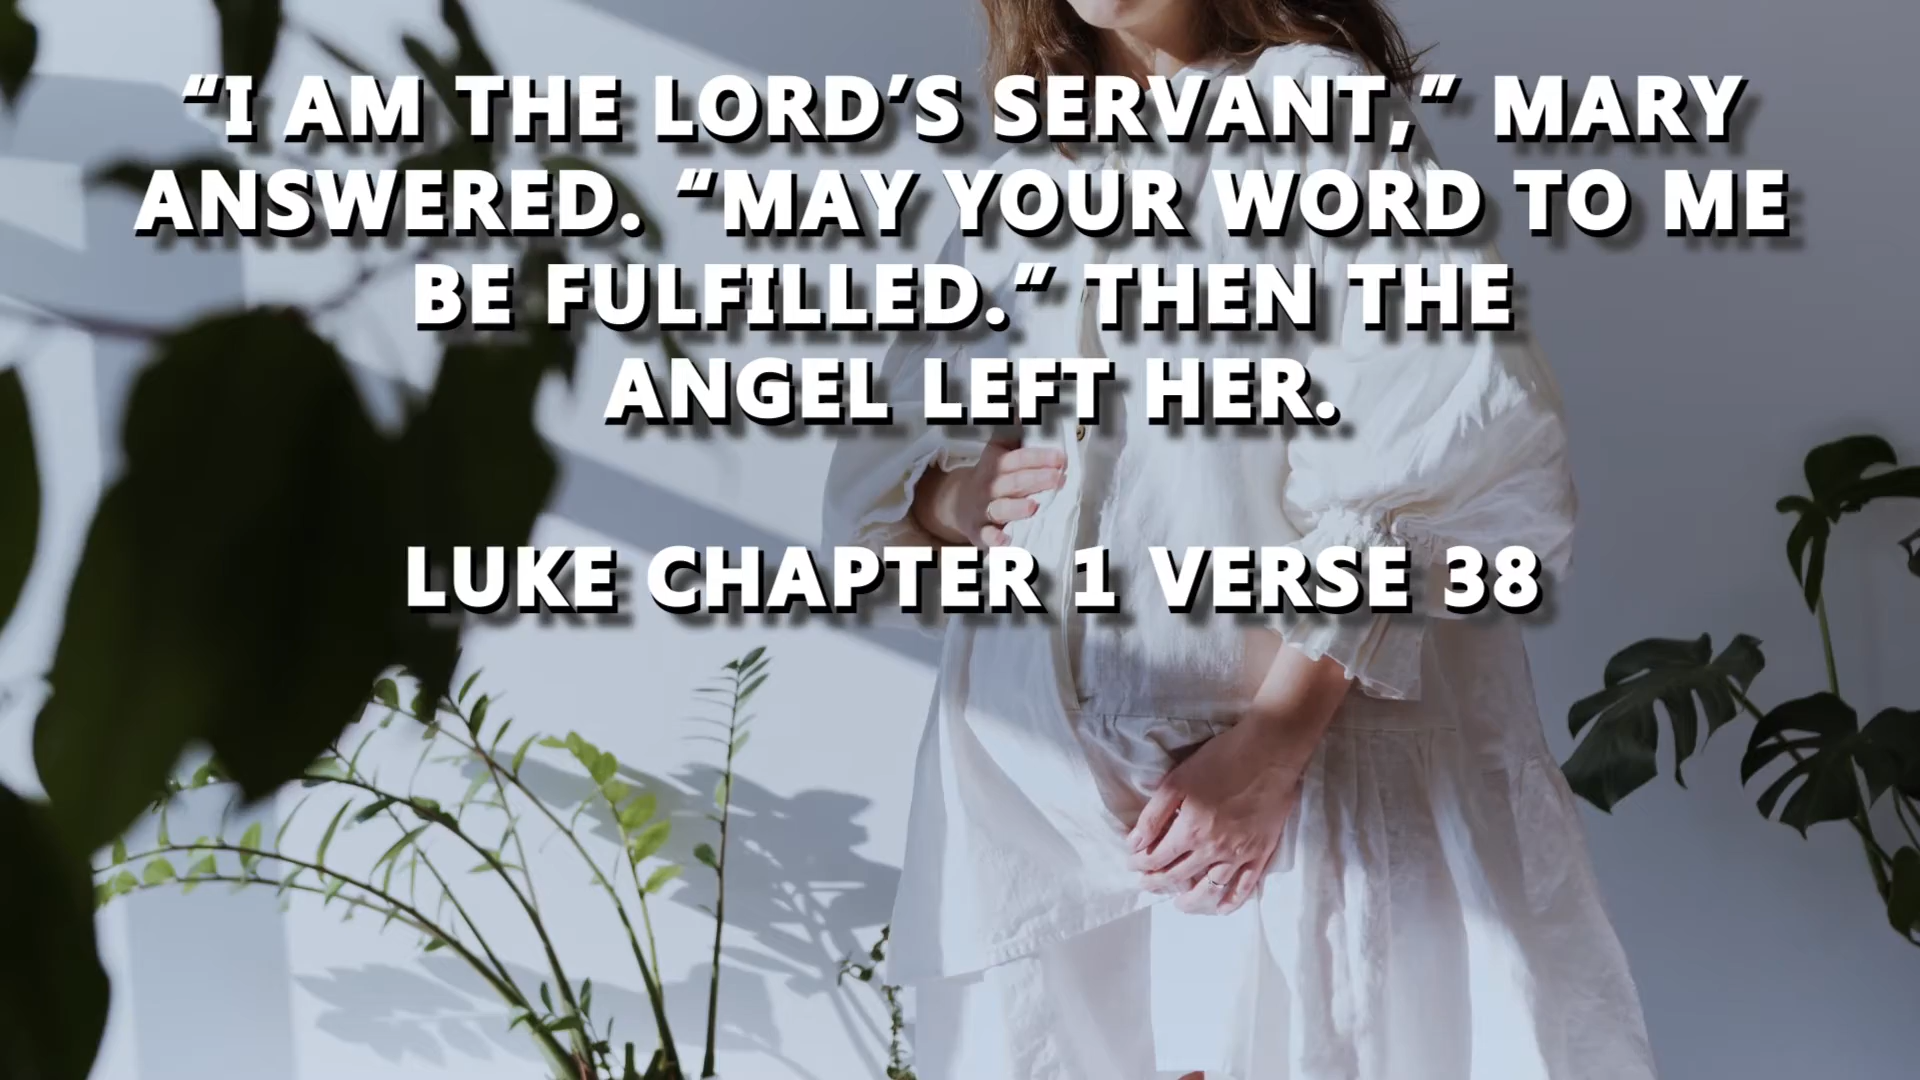 “I AM THE LORD’S SERVANT,” MARY
ANSWERED. “MAY YOUR WORD TO ME
BE FULFILLED.” THEN THE
ANGEL LEFT HER.
LUKE CHAPTER 1 VERSE 38